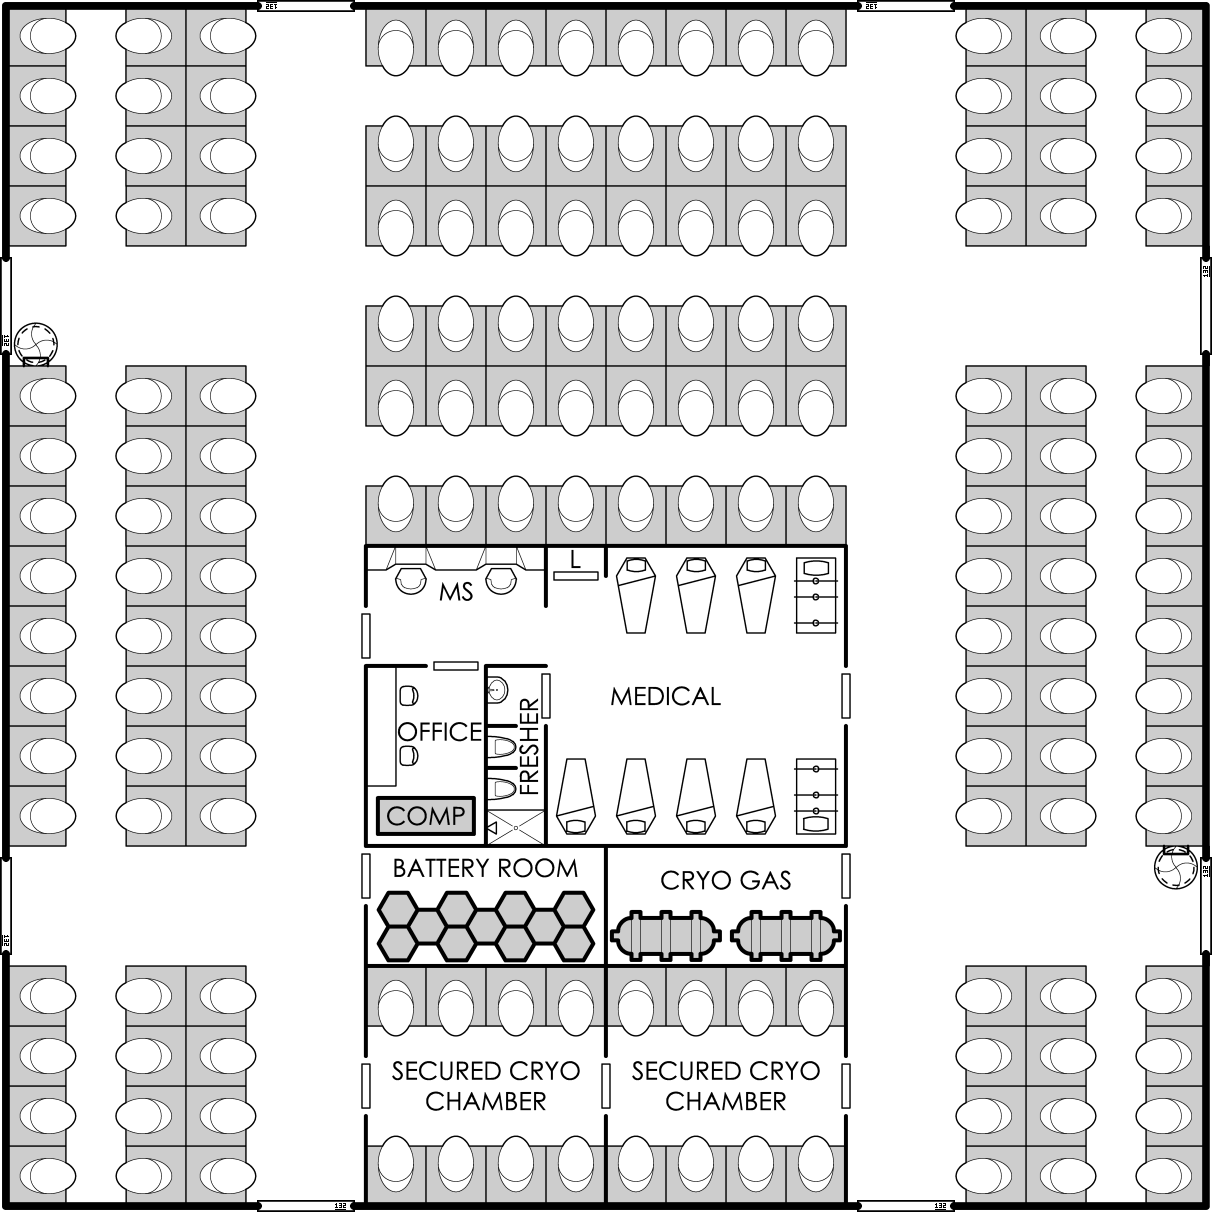 132
132
132
132
L
MS
MEDICAL
FRESHER
OFFICE
COMP
BATTERY ROOM
132
CRYO GAS
132
SECURED CRYO
CHAMBER
SECURED CRYO
CHAMBER
132
132